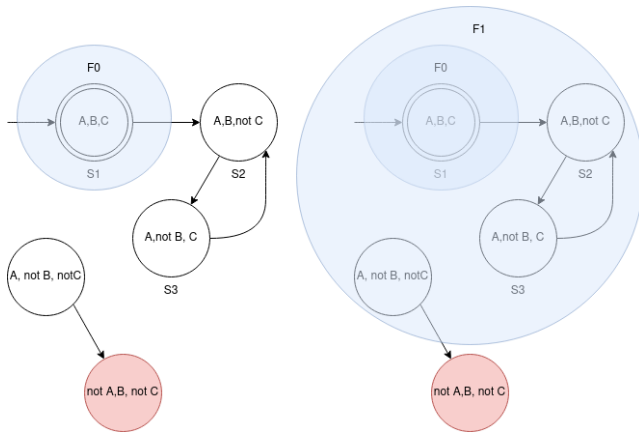 F0
A,B,C
S1
A,B,not C
S2
A,not B, C
S3
A, not B, notC
not A,B, not C
F1
F0
A,B,C
S1
A,B,not C
S2
A,not B, C
S3
A, not B, notC
not A,B, not C